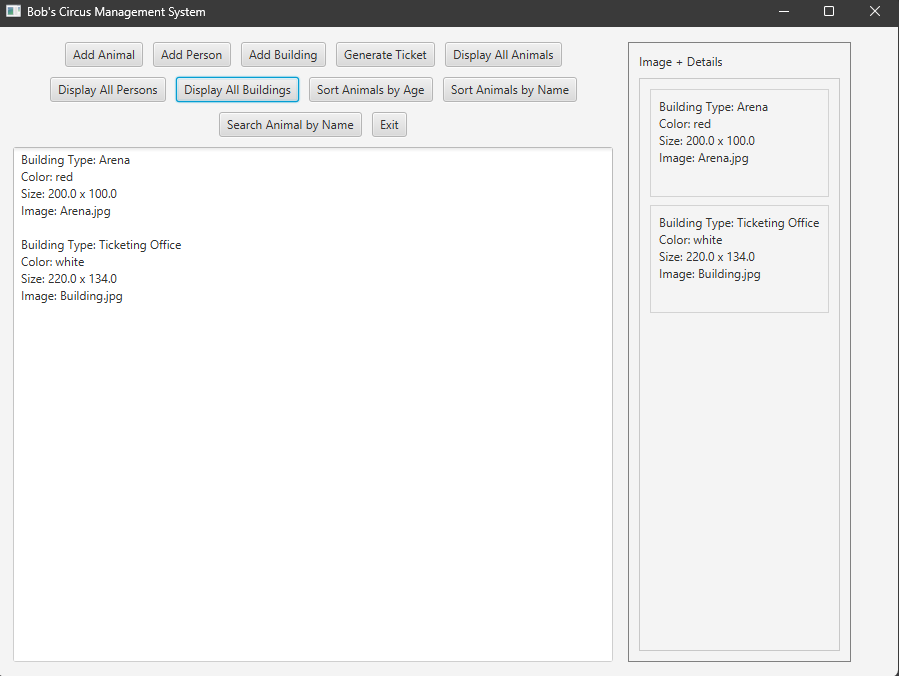 Bob's Circus Management System
Add Animal Add Person Add Building Generate Ticket Display All Animals
Display All Persons Display All Buildings Sort Animals by Age Sort Animals by Name
Search Animal by Name Exit
Building Type: Arena
Color: red
Size: 200.0 x 100.0
Image: Arena.jpg
Building Type: Ticketing Office
Color: white
Size: 220.0 x 134.0
Image: Building.jpg
Image + Details
Building Type: Arena
Color: red
Size: 200.0 x 100.0
Image: Arena.jpg
Building Type: Ticketing Office
Color: white
Size: 220.0 x 134.0
Image: Building.jpg